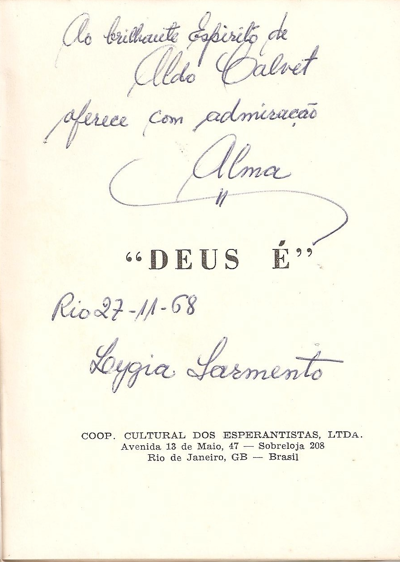 Ao brilhante Espirito de
Aldo Calvet
oferece com admiração
Alma
"DEUS É"
Rio 27-11-68
Lygia Sarmento
COOP. CULTURAL DOS ESPERANTISTAS, LTDA.
Avenida 13 de Maio, 47 — Sobreloja 208
Rio de Janeiro, GB — Brasil